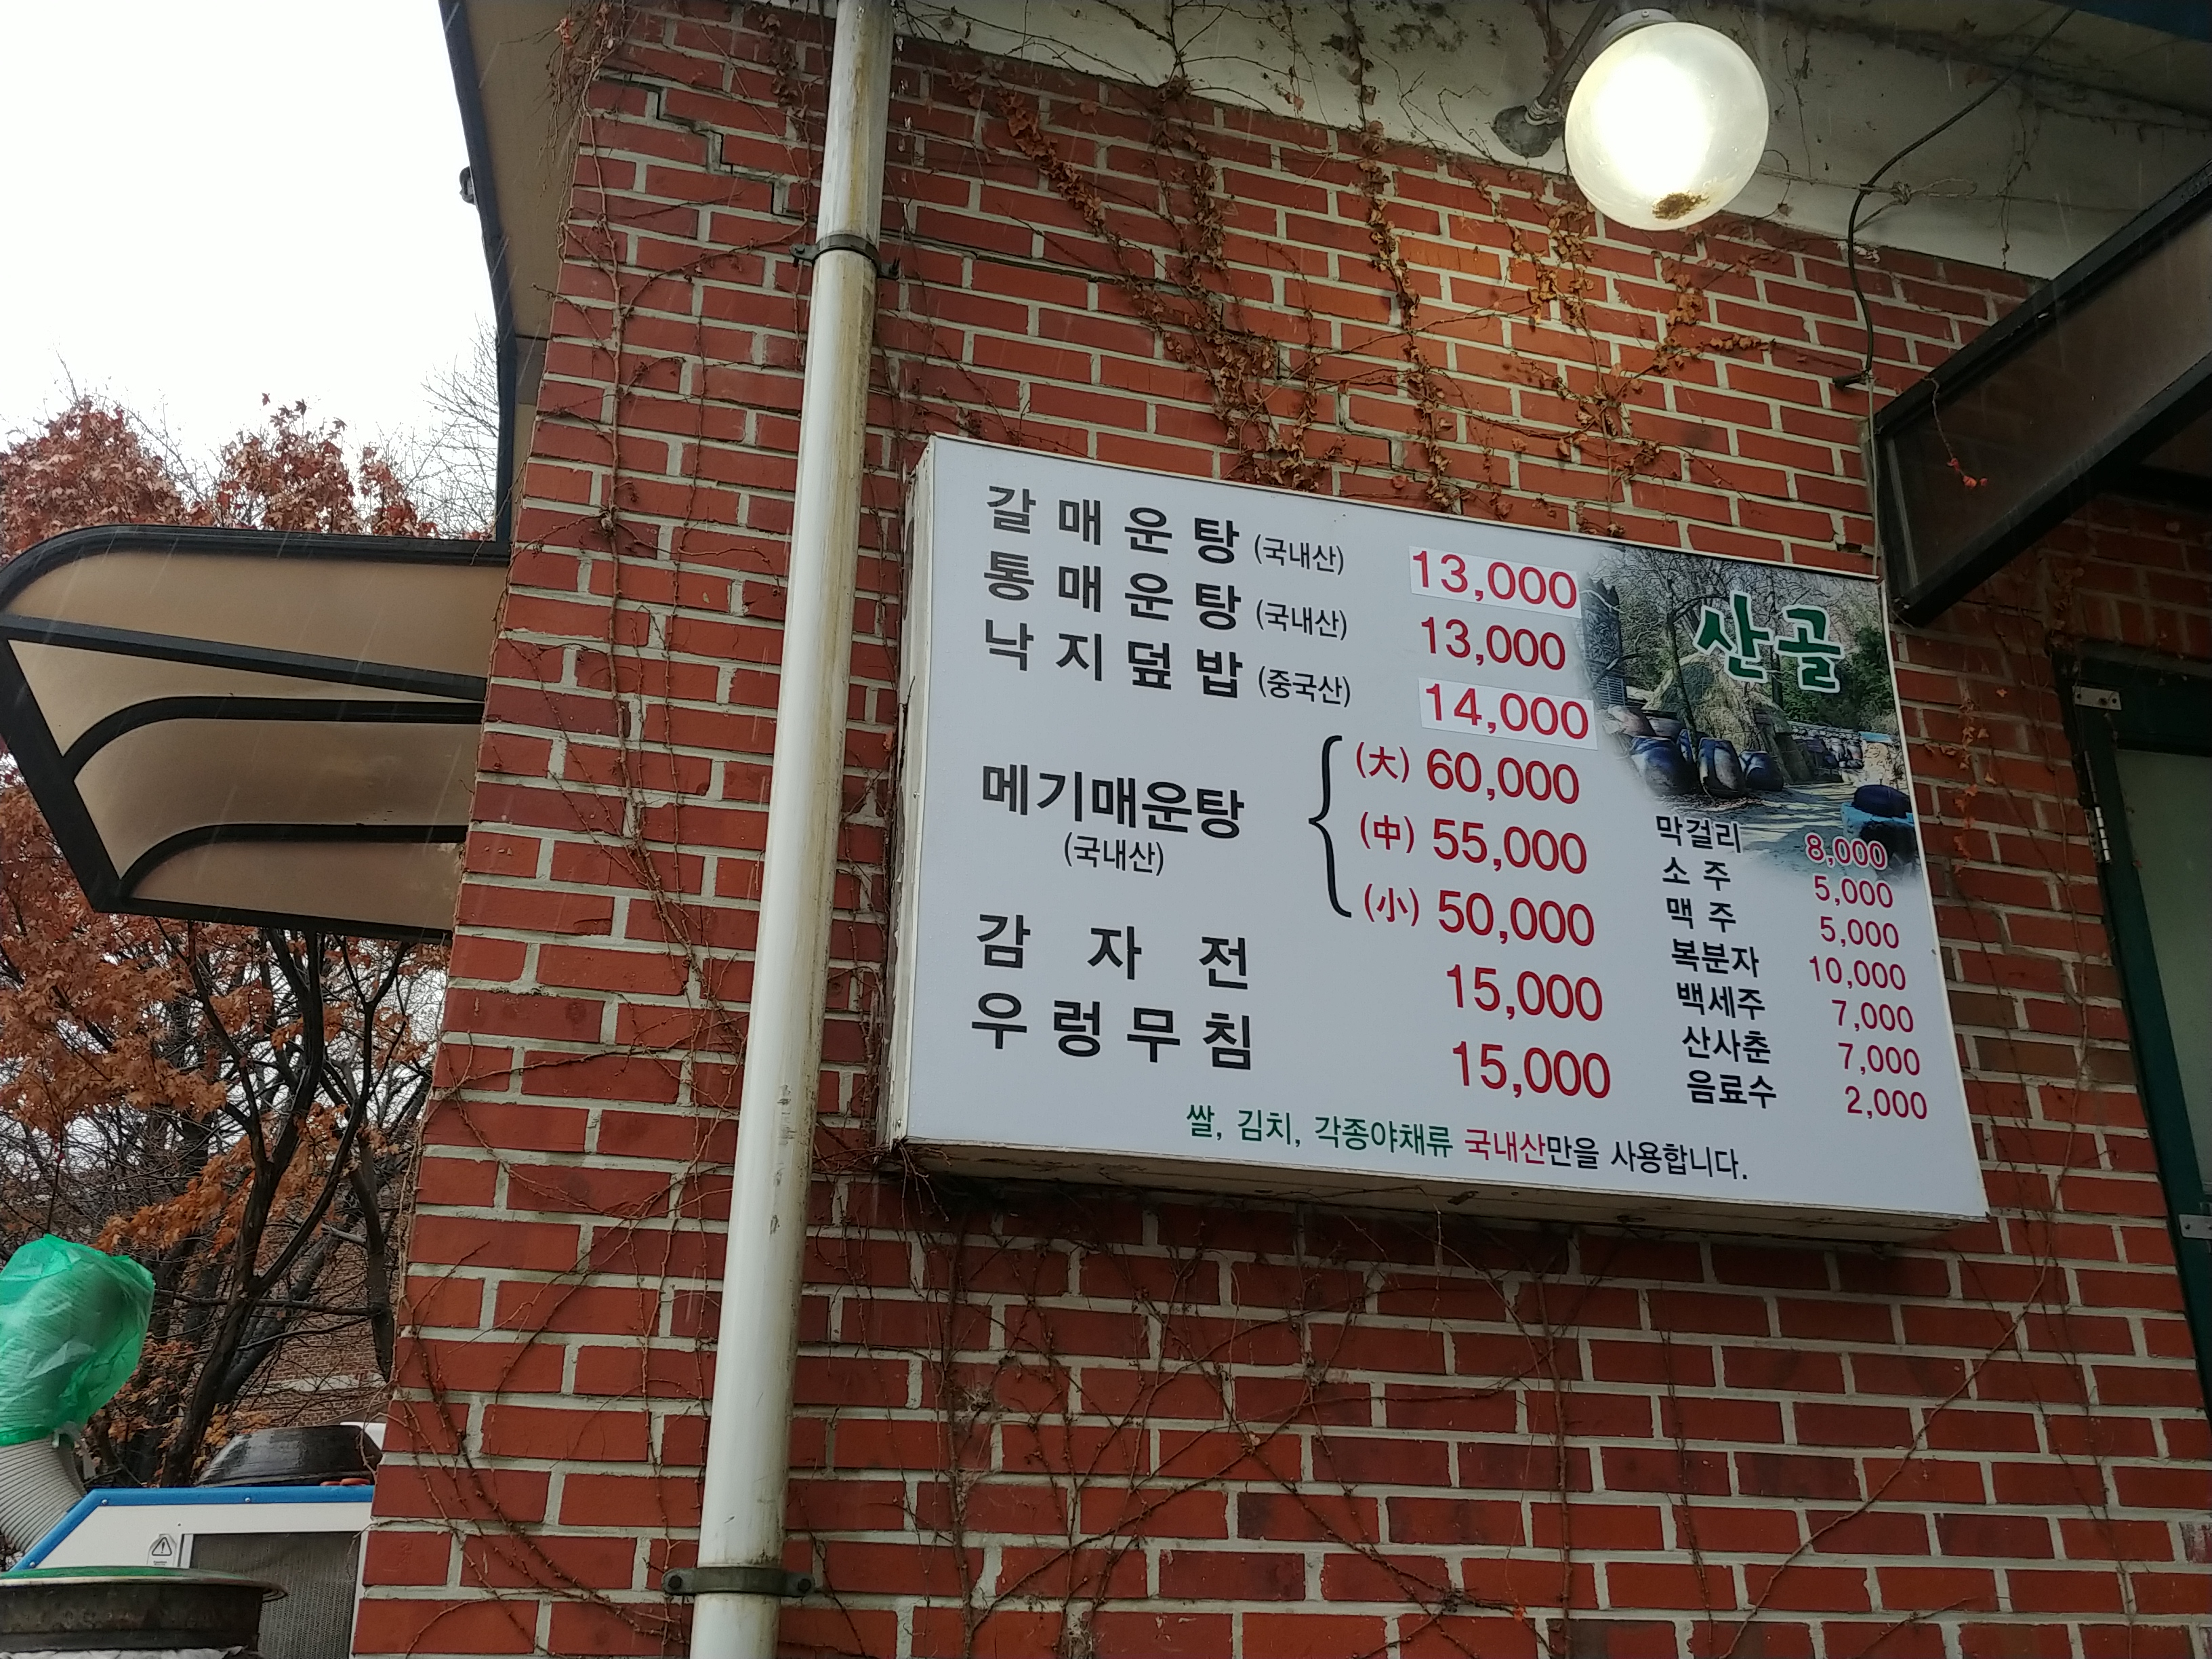 갈매운탕 (국내산) 13,000
통매운탕 (국내산) 13,000
낙지덮밥 (중국산) 14,000
메기매운탕 (국내산)
(大) 60,000
(中) 55,000
(小) 50,000
감자전 15,000
우렁무침 15,000
산골
막걸리 8,000
소주 5,000
맥주 5,000
복분자 10,000
백세주 7,000
산사춘 7,000
음료수 2,000
쌀, 김치, 각종야채류 국내산만을 사용합니다.